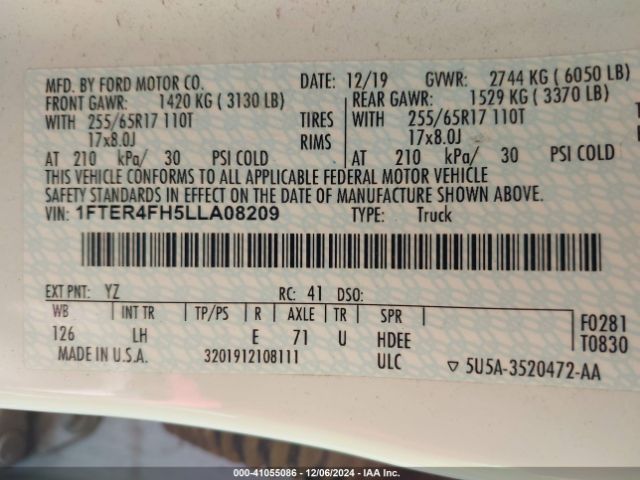 MFD. BY FORD MOTOR CO. DATE: 12/19 GVWR: 2744 KG ( 6050 LB)
FRONT GAWR: 1420 KG ( 3130 LB) REAR GAWR: 1529 KG ( 3370 LB)
WITH 255/65R17 110T TIRES WITH 255/65R17 110T
17x8.0J RIMS 17x8.0J
AT 210 kPa/ 30 PSI COLD AT 210 kPa/ 30 PSI COLD
THIS VEHICLE CONFORMS TO ALL APPLICABLE FEDERAL MOTOR VEHICLE
SAFETY STANDARDS IN EFFECT ON THE DATE OF MANUFACTURE SHOWN ABOVE.
VIN: 1FTER4FH5LLA08209 TYPE: Truck
EXT PNT: YZ RC: 41 DSO:
WB INT TR TP/PS R AXLE TR SPR
126 LH E 71 U HDEE F0281
MADE IN U.S.A. 3201912108111 ULC T0830
5U5A-3520472-AA
000-41055086 - 12/06/2024 - IAA Inc.